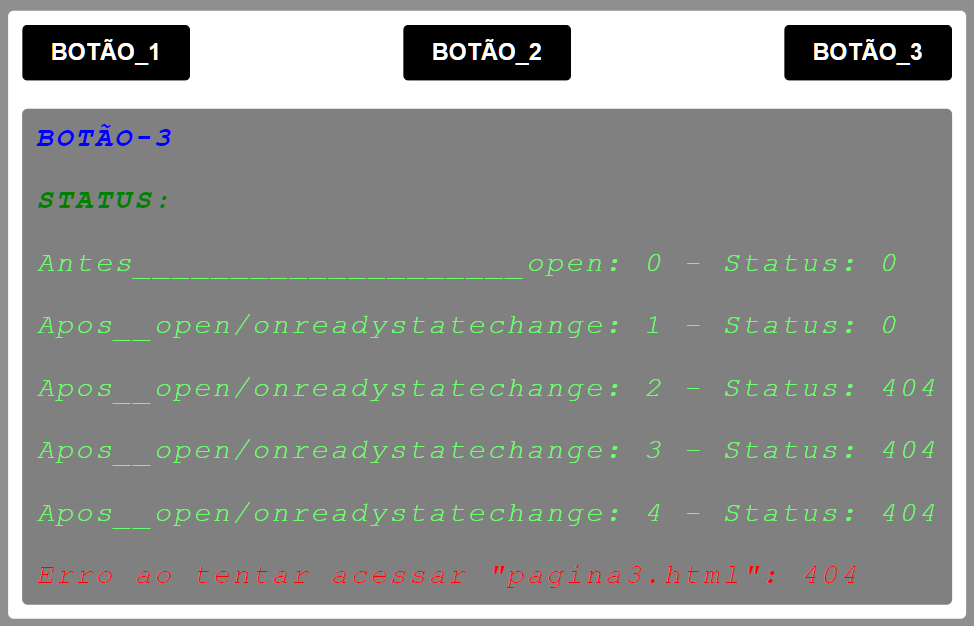 BOTÃO_1 BOTÃO_2 BOTÃO_3
BOTÃO-3
STATUS:
Antes____________________open: 0 - Status: 0
Apos__open/onreadystatechange: 1 - Status: 0
Apos__open/onreadystatechange: 2 - Status: 404
Apos__open/onreadystatechange: 3 - Status: 404
Apos__open/onreadystatechange: 4 - Status: 404
Erro ao tentar acessar "pagina3.html": 404